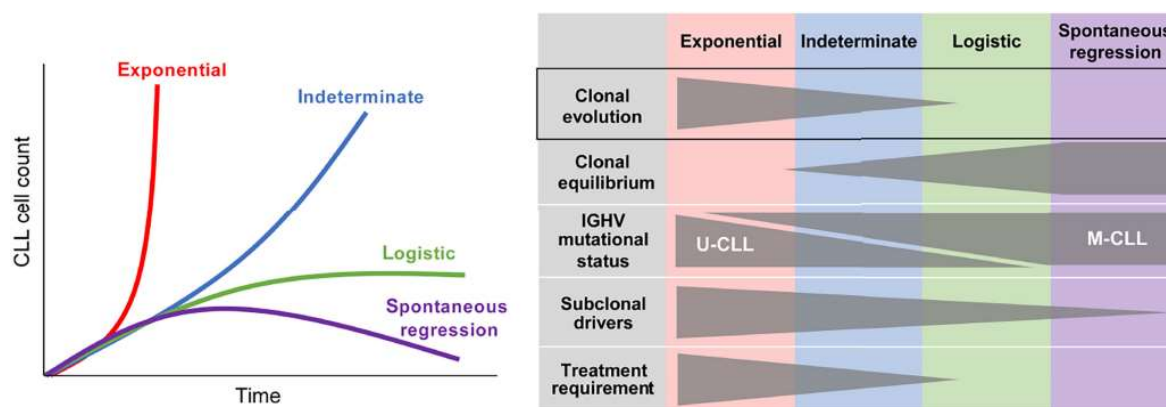 CLL cell count
Exponential
Indeterminate
Logistic
Spontaneous
regression
Time
Exponential
Indeterminate
Logistic
Spontaneous
regression
Clonal
evolution
Clonal
equilibrium
IGHV
mutational
status
U-CLL
M-CLL
Subclonal
drivers
Treatment
requirement